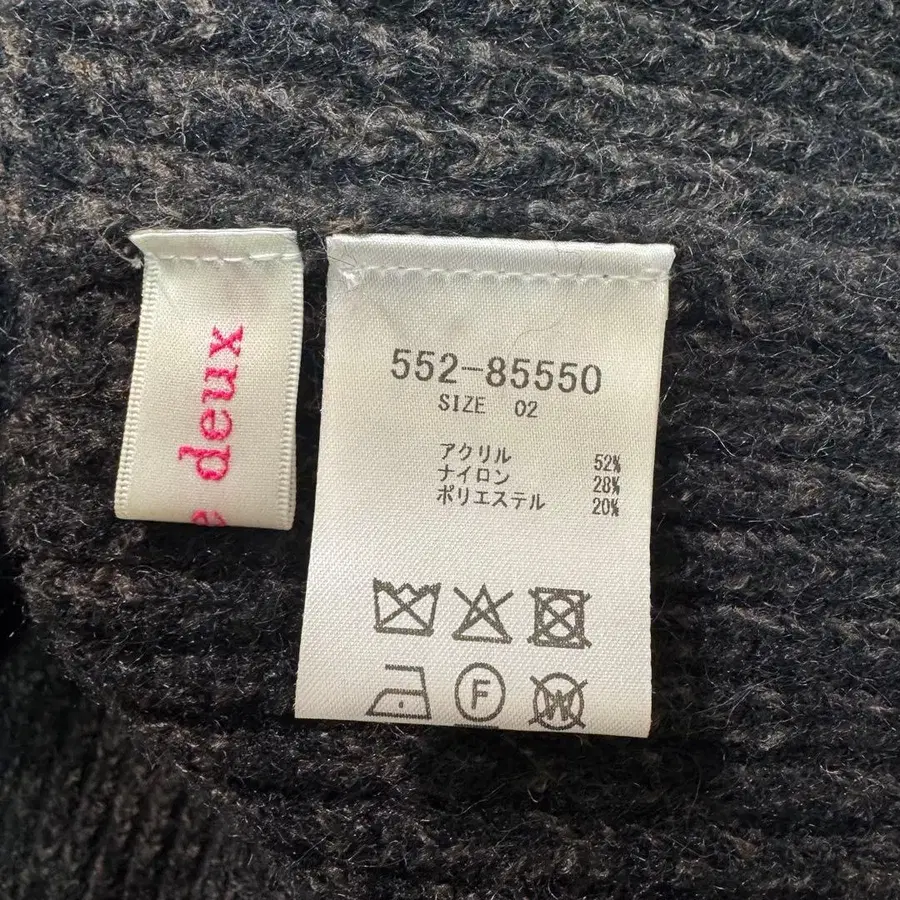 deux
552-85550
SIZE 02
アクリル 52%
ナイロン 28%
ポリエステル 20%
F
W